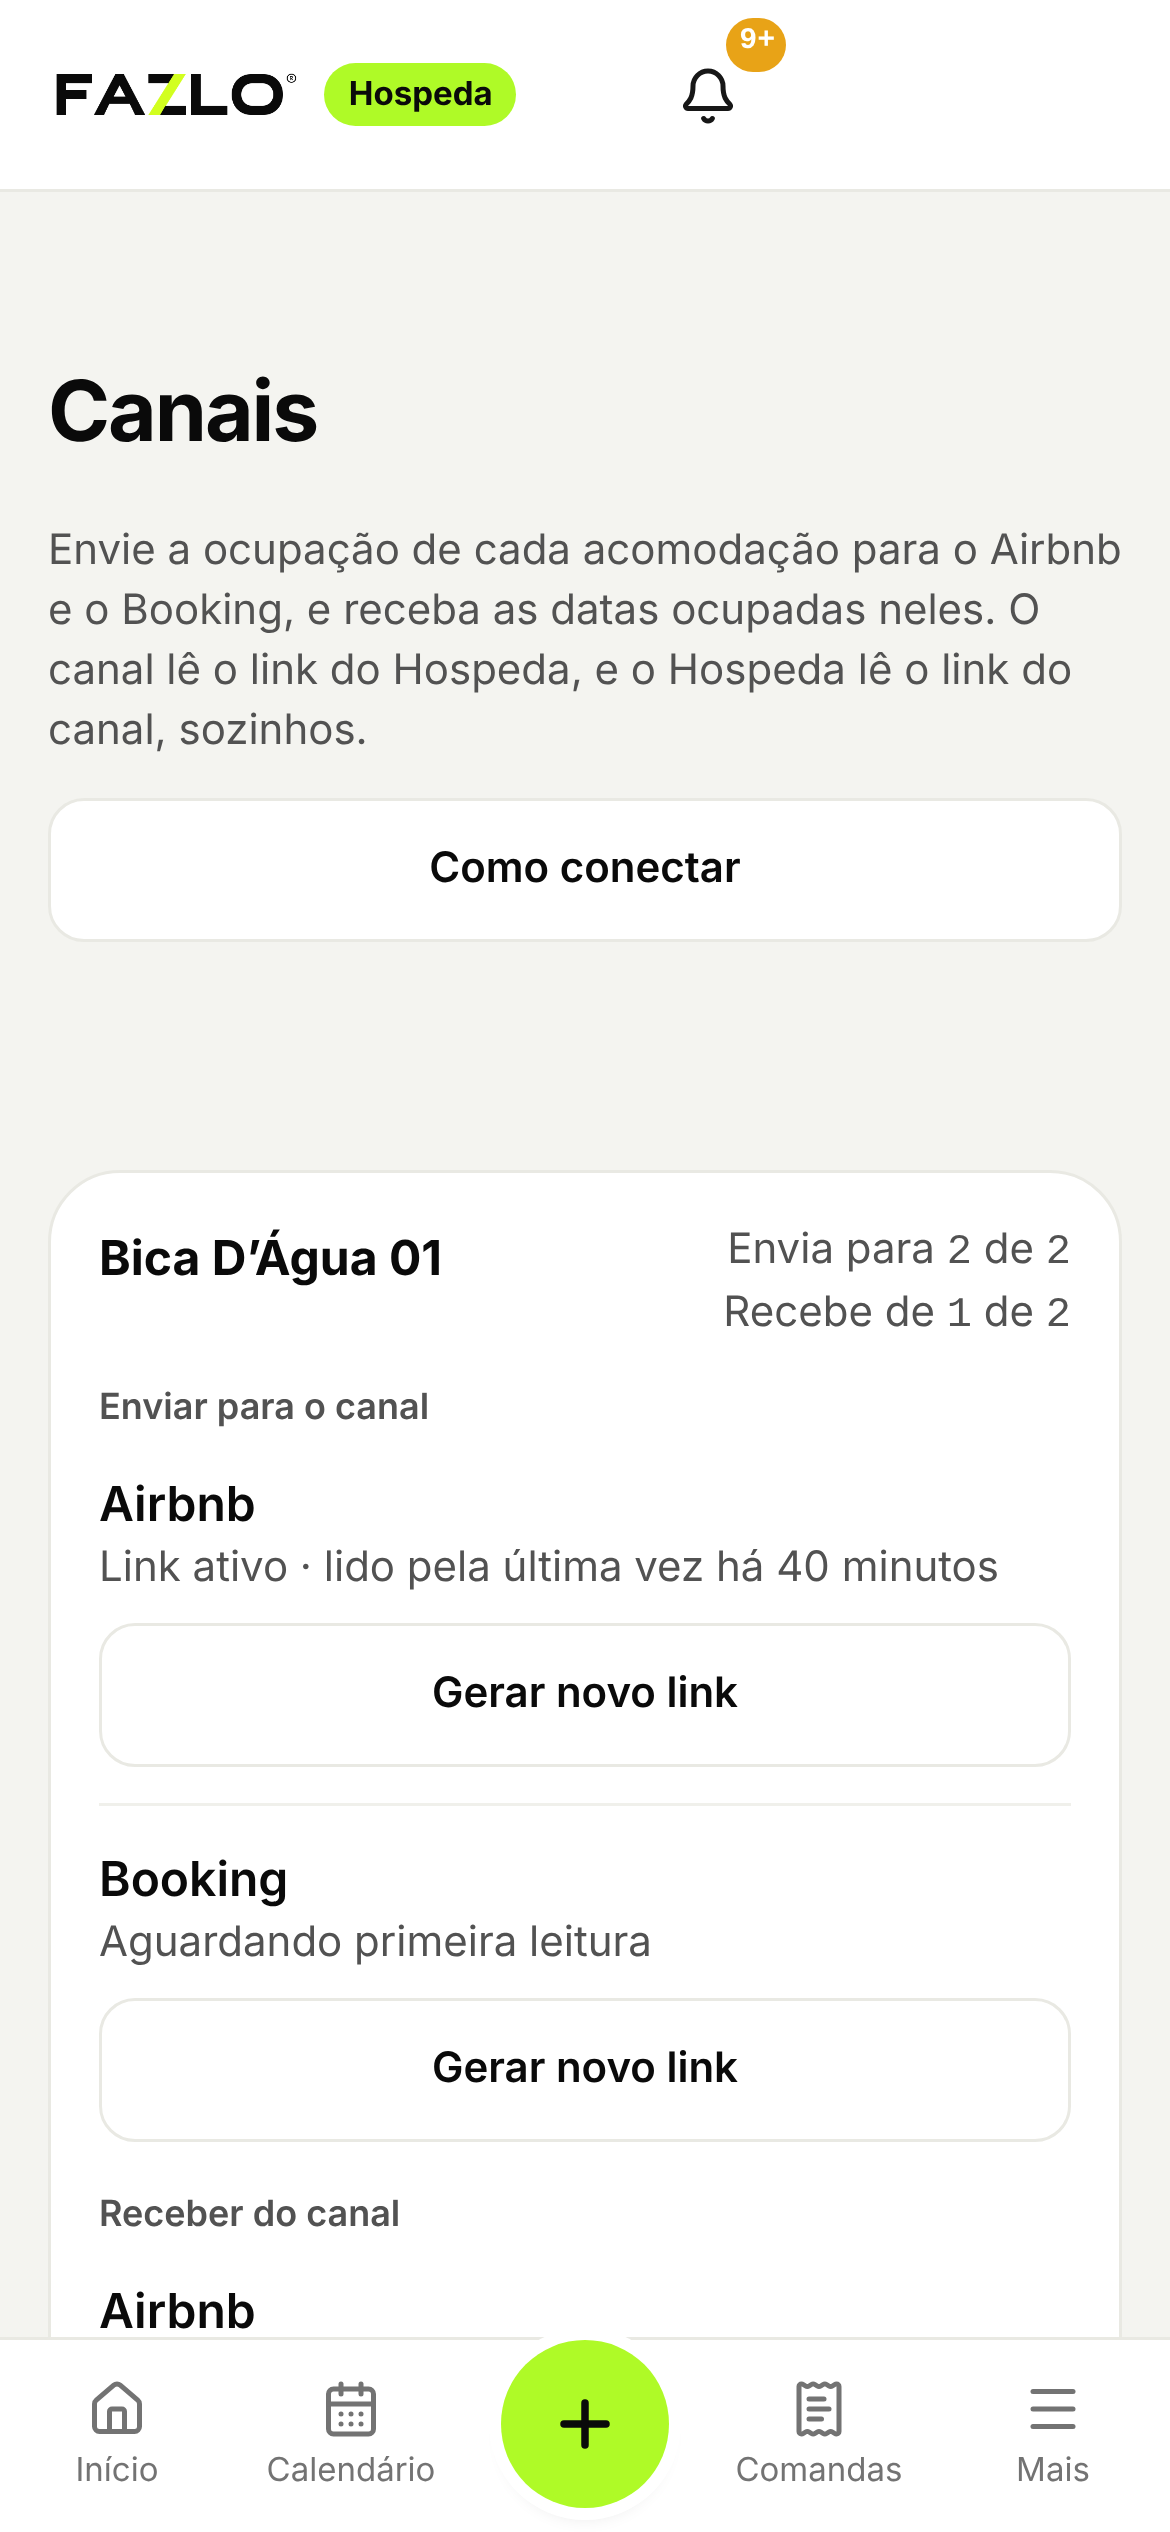 FAZLO®
Hospeda
9+
Canais
Envie a ocupação de cada acomodação para o Airbnb
e o Booking, e receba as datas ocupadas neles. O
canal lê o link do Hospeda, e o Hospeda lê o link do
canal, sozinhos.
Como conectar
Bica D’Água 01
Envia para 2 de 2
Recebe de 1 de 2
Enviar para o canal
Airbnb
Link ativo · lido pela última vez há 40 minutos
Gerar novo link
Booking
Aguardando primeira leitura
Gerar novo link
Receber do canal
Airbnb
Início
Calendário
Comandas
Mais